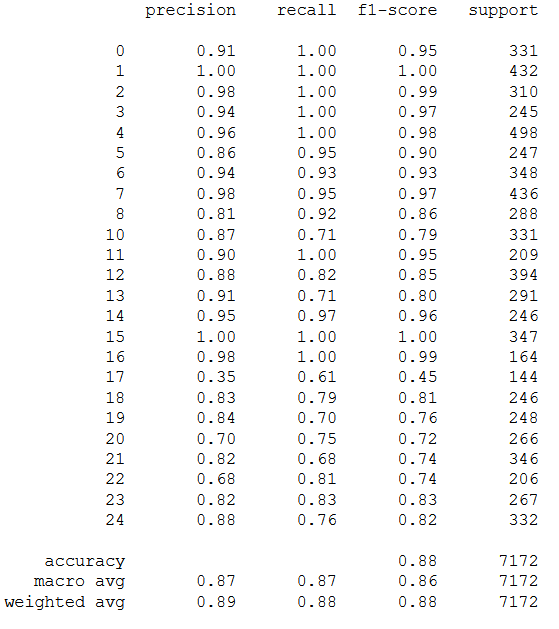 precision recall f1-score support
0 0.91 1.00 0.95 331
1 1.00 1.00 1.00 432
2 0.98 1.00 0.99 310
3 0.94 1.00 0.97 245
4 0.96 1.00 0.98 498
5 0.86 0.95 0.90 247
6 0.94 0.93 0.93 348
7 0.98 0.95 0.97 436
8 0.81 0.92 0.86 288
10 0.87 0.71 0.79 331
11 0.90 1.00 0.95 209
12 0.88 0.82 0.85 394
13 0.91 0.71 0.80 291
14 0.95 0.97 0.96 246
15 1.00 1.00 1.00 347
16 0.98 1.00 0.99 164
17 0.35 0.61 0.45 144
18 0.83 0.79 0.81 246
19 0.84 0.70 0.76 248
20 0.70 0.75 0.72 266
21 0.82 0.68 0.74 346
22 0.68 0.81 0.74 206
23 0.82 0.83 0.83 267
24 0.88 0.76 0.82 332
accuracy 0.88 7172
macro avg 0.87 0.87 0.86 7172
weighted avg 0.89 0.88 0.88 7172